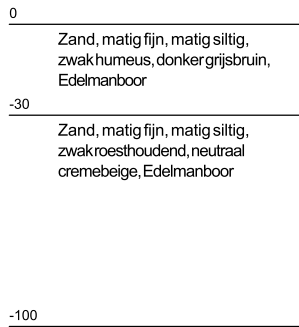 0
Zand, matig fijn, matig siltig,
zwak humeus, donker grijsbruin,
Edelmanboor
-30
Zand, matig fijn, matig siltig,
zwak roesthoudend, neutraal
cremebeige, Edelmanboor
-100